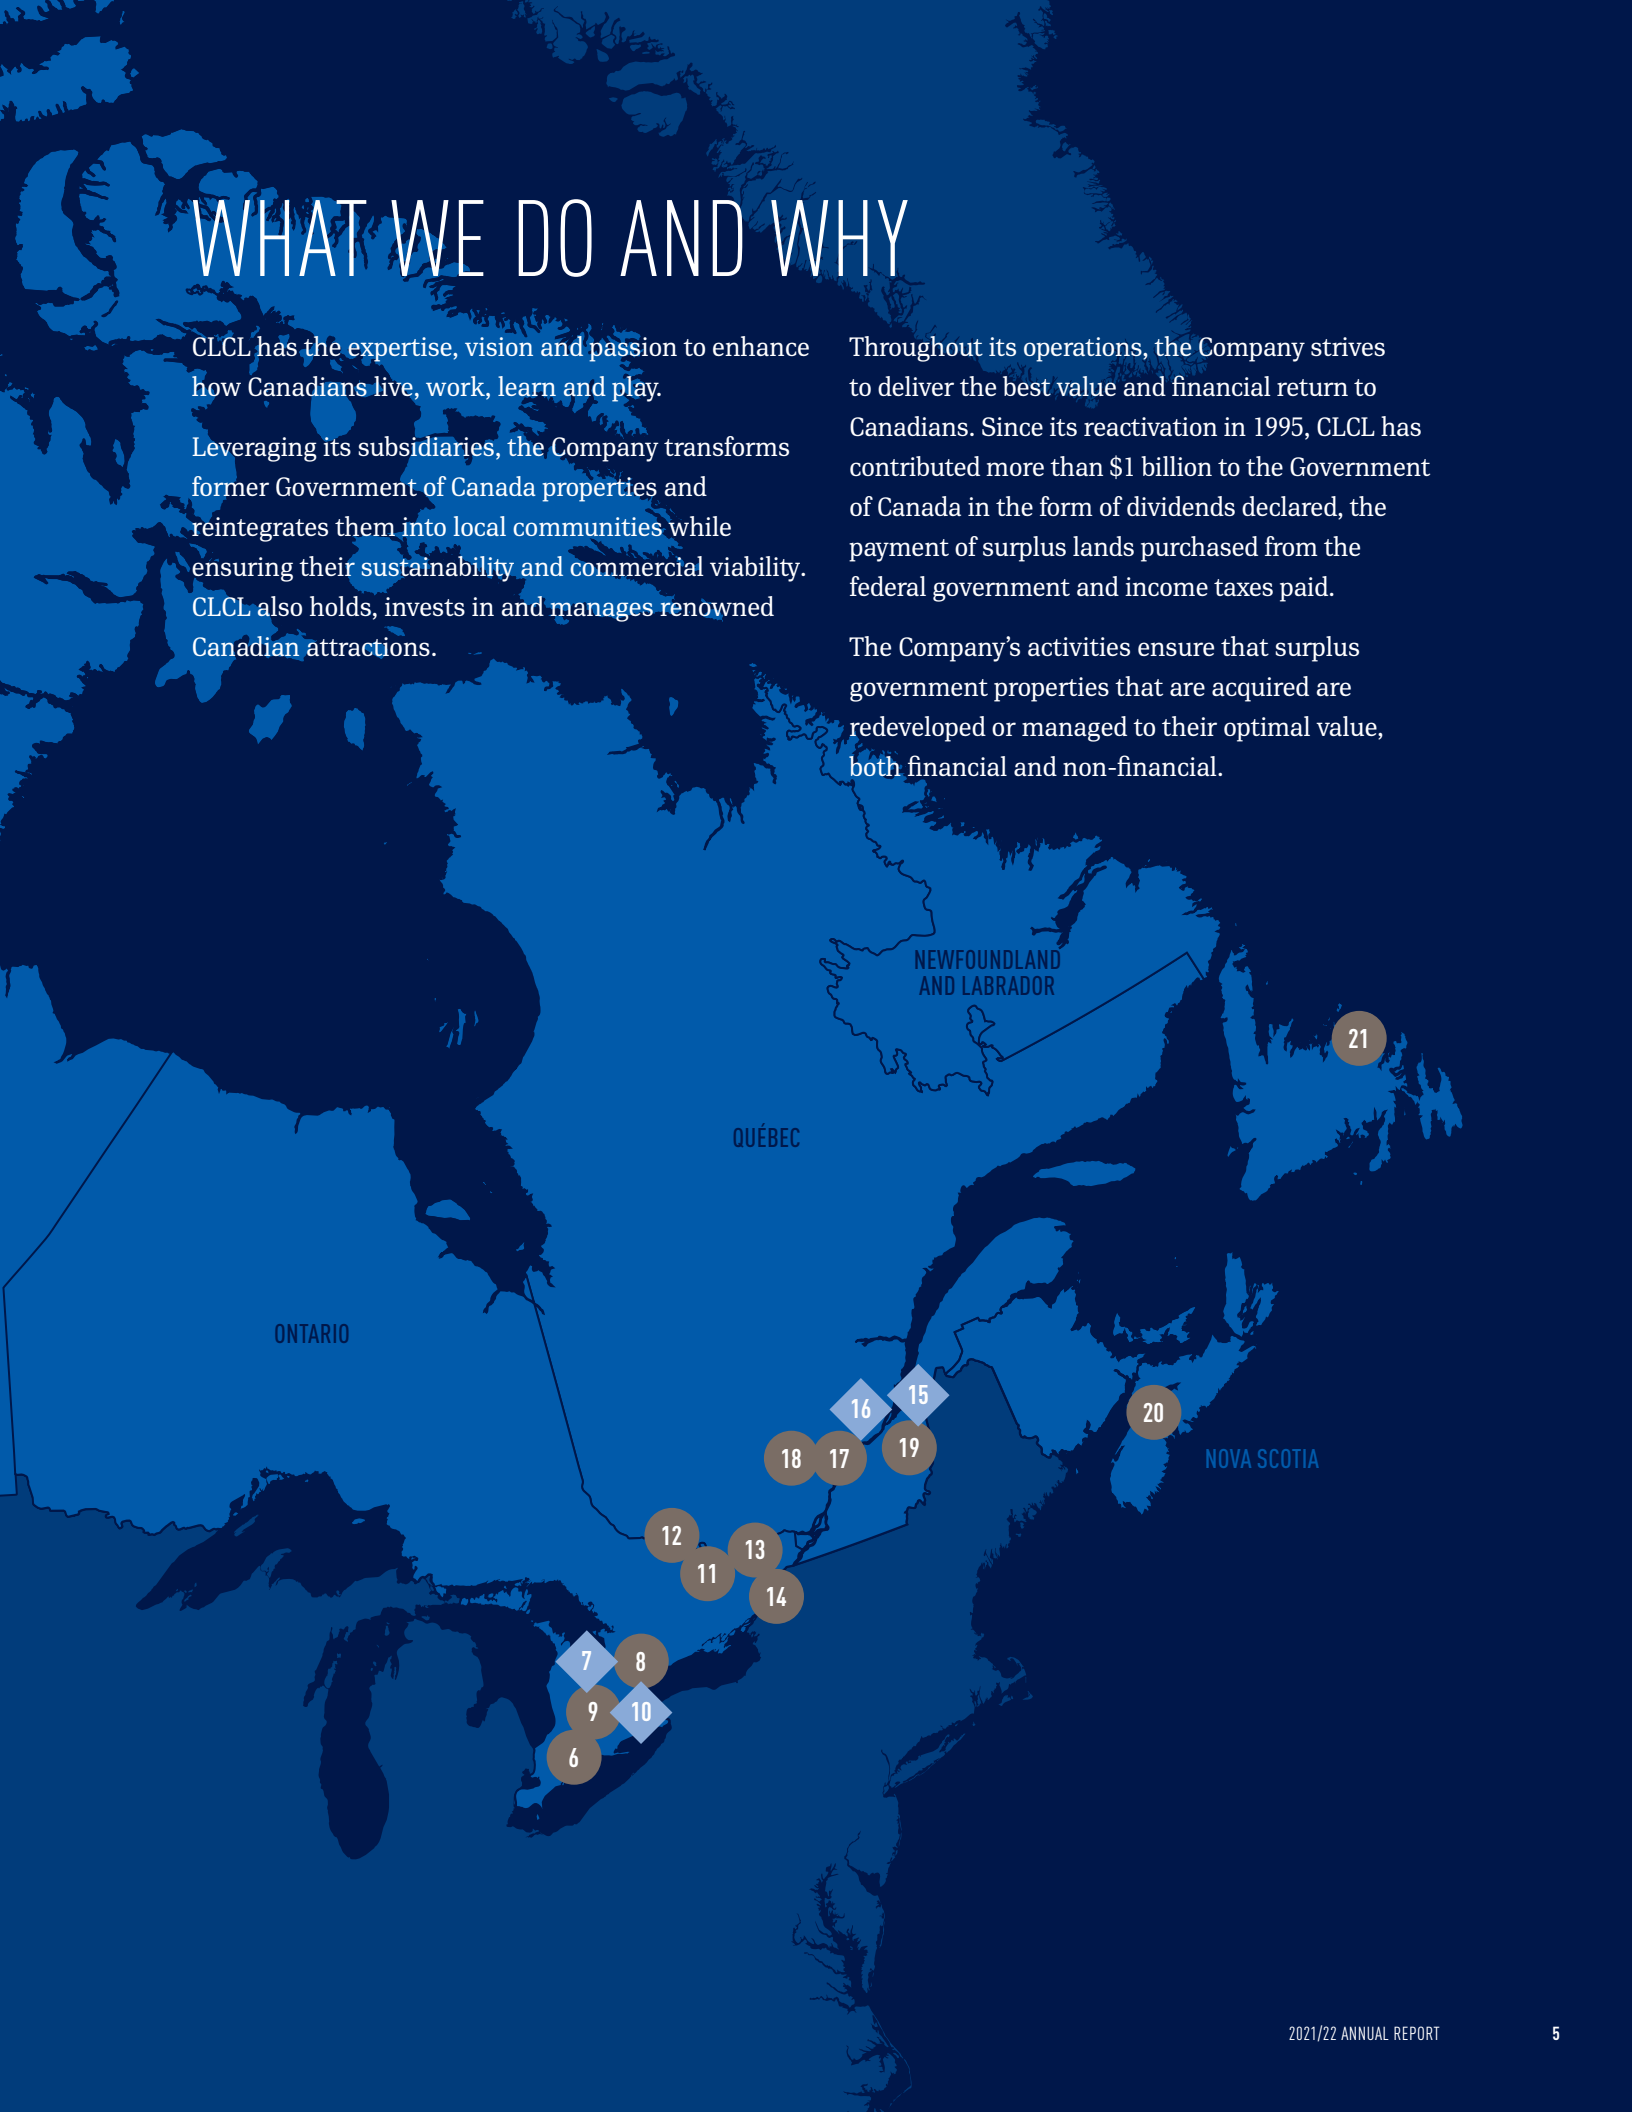 WHAT WE DO AND WHY
CLCL has the expertise, vision and passion to enhance
how Canadians live, work, learn and play.
Leveraging its subsidiaries, the Company transforms
former Government of Canada properties and
reintegrates them into local communities while
ensuring their sustainability and commercial viability.
CLCL also holds, invests in and manages renowned
Canadian attractions.
Throughout its operations, the Company strives
to deliver the best value and financial return to
Canadians. Since its reactivation in 1995, CLCL has
contributed more than $1 billion to the Government
of Canada in the form of dividends declared, the
payment of surplus lands purchased from the
federal government and income taxes paid.
The Company’s activities ensure that surplus
government properties that are acquired are
redeveloped or managed to their optimal value,
both financial and non-financial.
NEWFOUNDLAND
AND LABRADOR
21
QUÉBEC
ONTARIO
15
16
20
19
18
17
NOVA SCOTIA
12
13
11
14
7
8
9
10
6
2021/22 ANNUAL REPORT
5